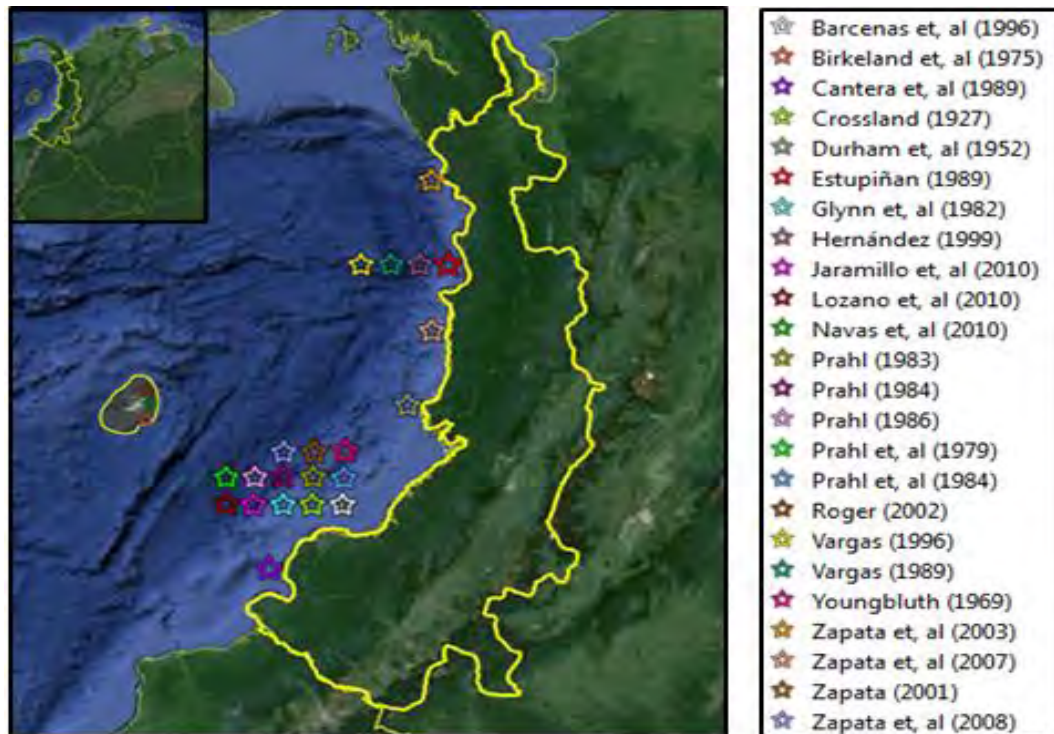 Barcenas et, al (1996)
Birkeland et, al (1975)
Cantera et, al (1989)
Crossland (1927)
Durham et, al (1952)
Estupiñan (1989)
Glynn et, al (1982)
Hernández (1999)
Jaramillo et, al (2010)
Lozano et, al (2010)
Navas et, al (2010)
Prahl (1983)
Prahl (1984)
Prahl (1986)
Prahl et, al (1979)
Prahl et, al (1984)
Roger (2002)
Vargas (1996)
Vargas (1989)
Youngbluth (1969)
Zapata et, al (2003)
Zapata et, al (2007)
Zapata (2001)
Zapata et, al (2008)